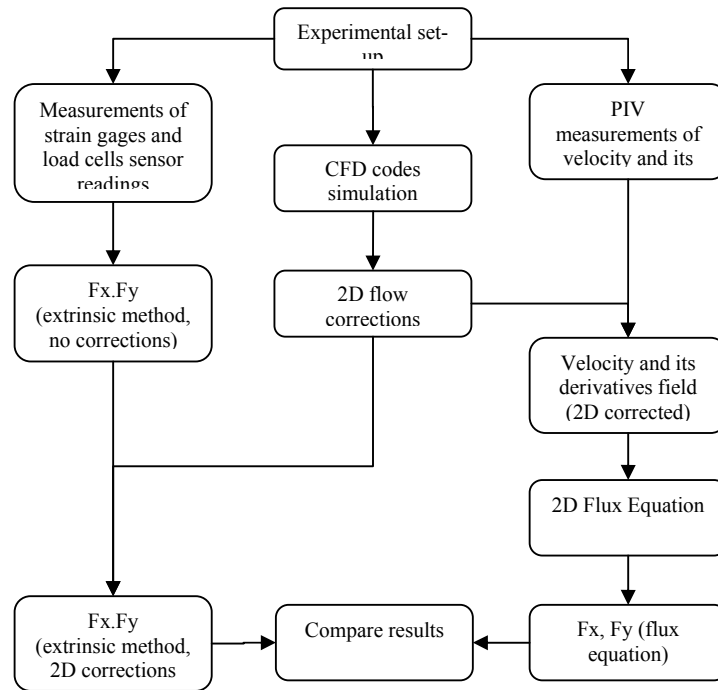 Experimental set-
up
Measurements of
strain gages and
load cells sensor
readings
PIV
measurements of
velocity and its
CFD codes
simulation
Fx.Fy
(extrinsic method,
no corrections)
2D flow
corrections
Velocity and its
derivatives field
(2D corrected)
2D Flux Equation
Fx.Fy
(extrinsic method,
2D corrections
Compare results
Fx, Fy (flux
equation)